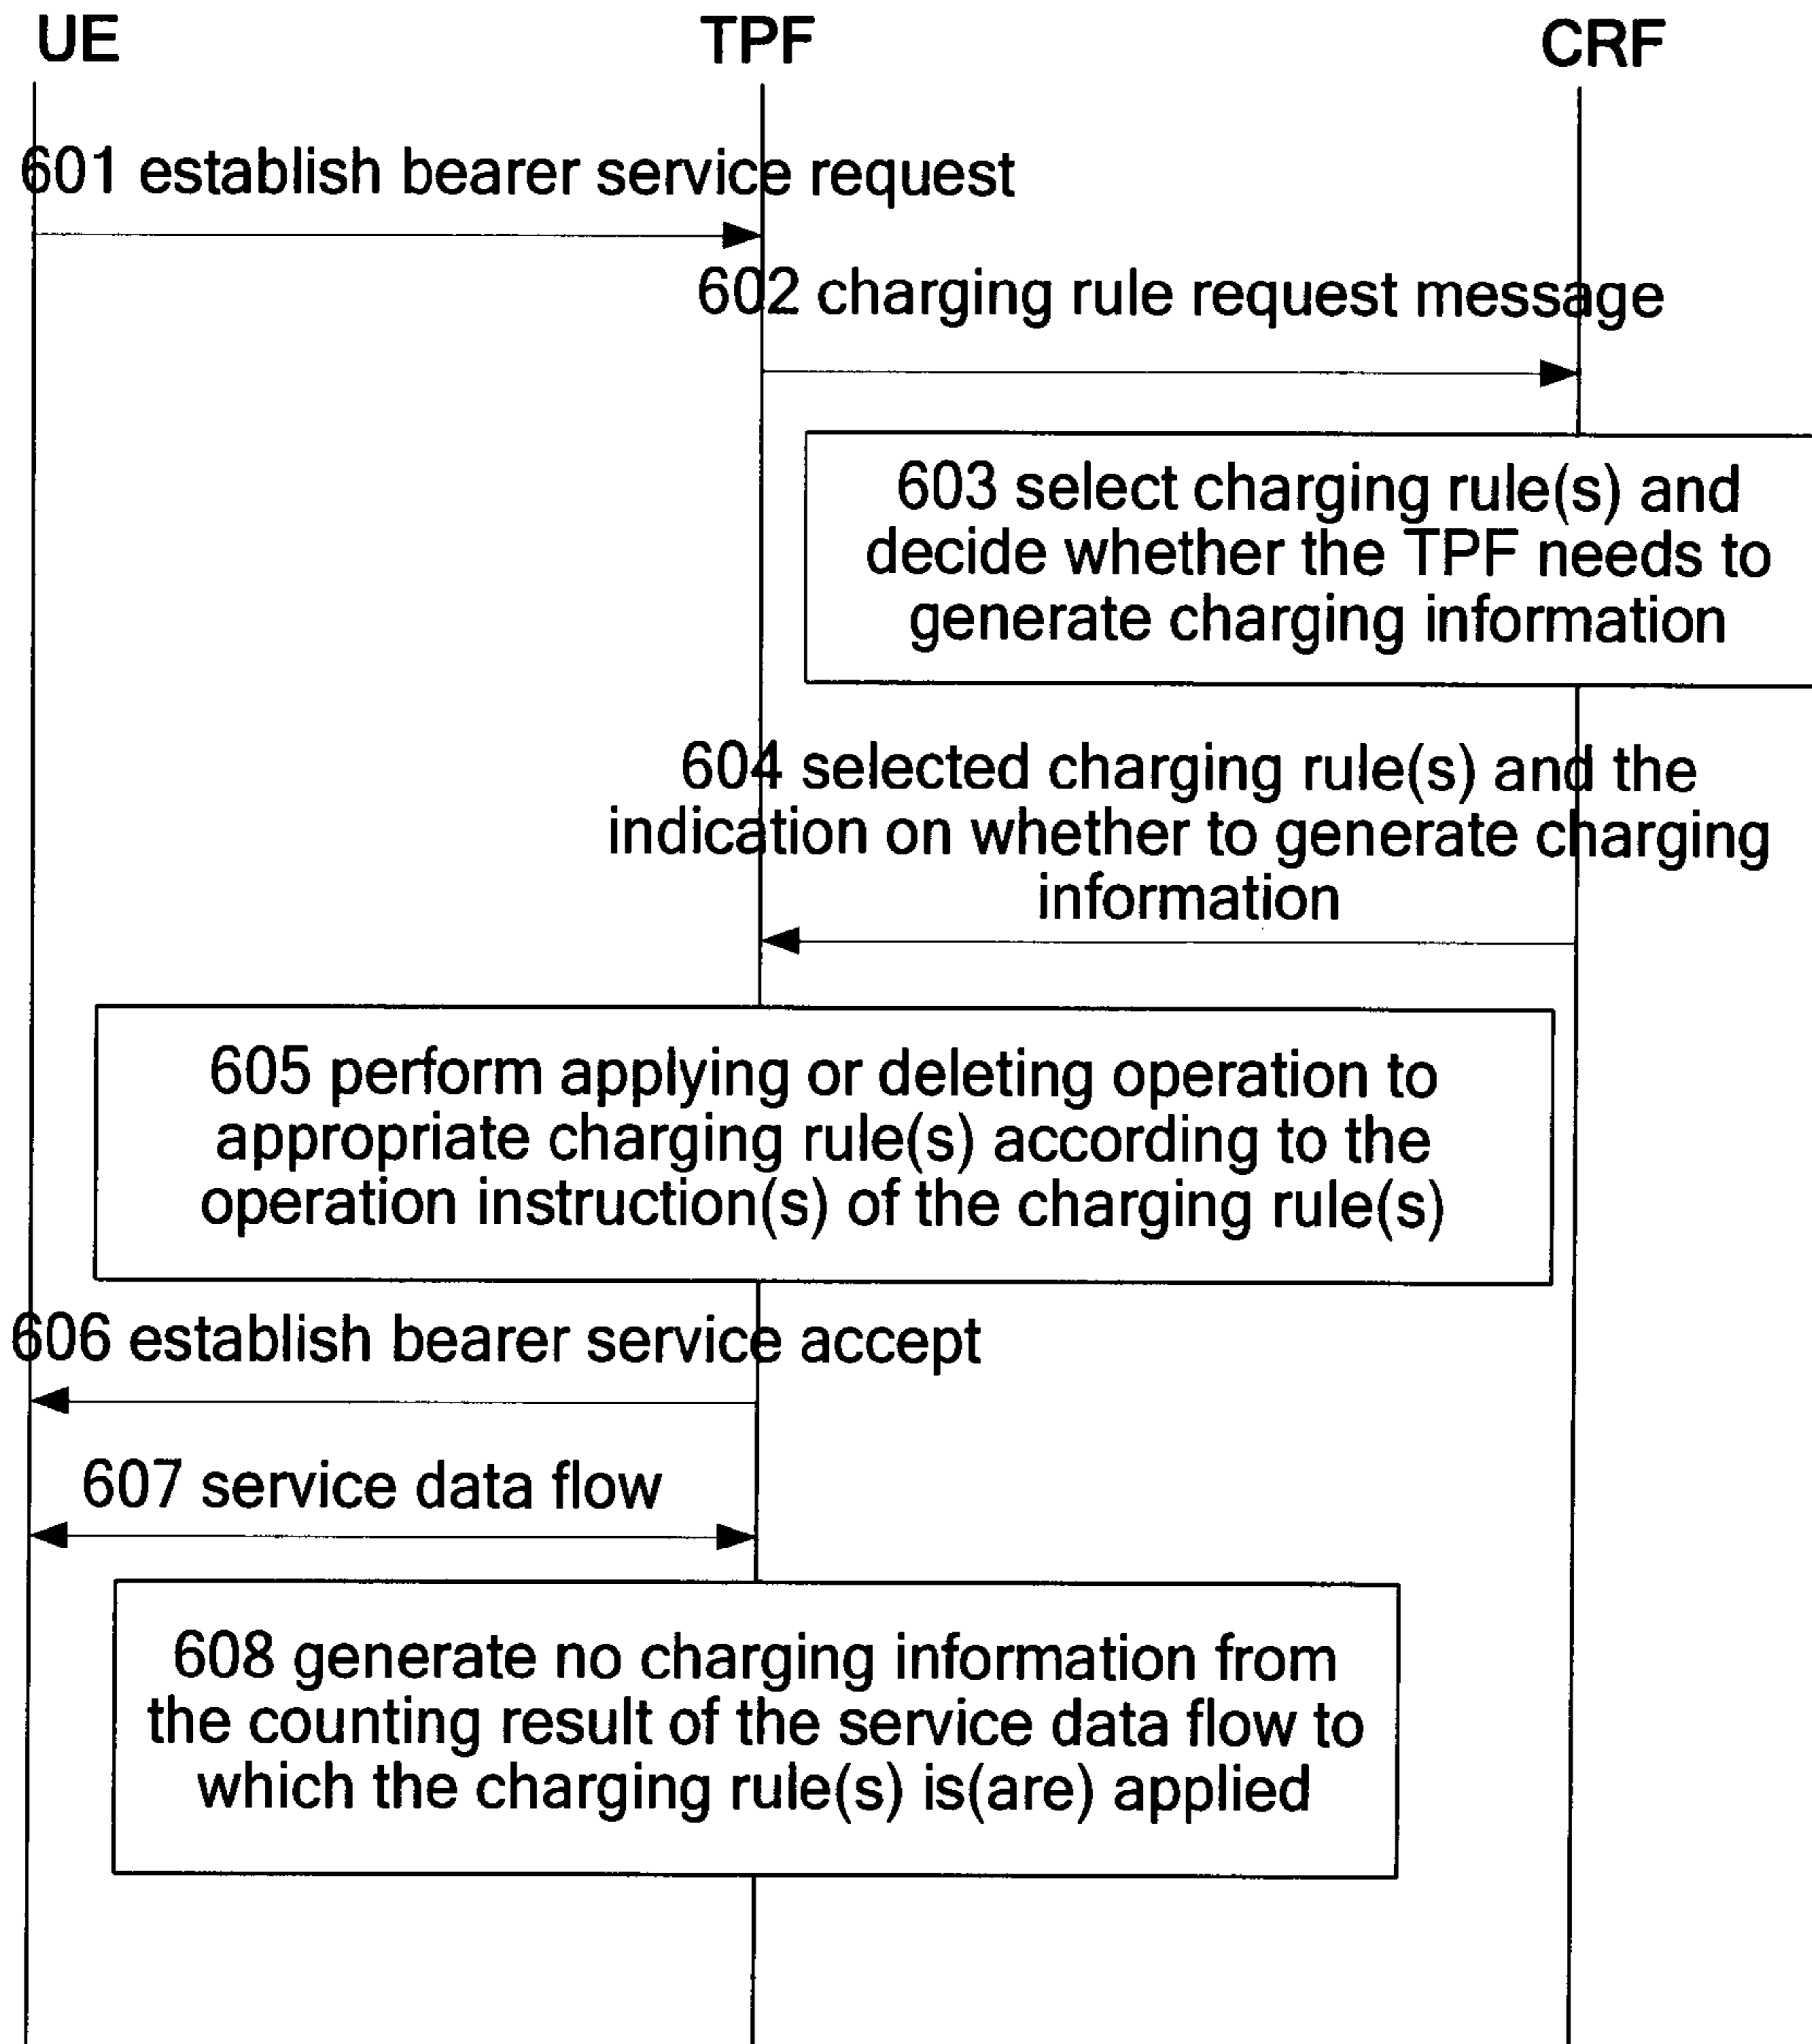 UE TPF CRF
601 establish bearer service request
602 charging rule request message
603 select charging rule(s) and
decide whether the TPF needs to
generate charging information
604 selected charging rule(s) and the
indication on whether to generate charging
information
605 perform applying or deleting operation to
appropriate charging rule(s) according to the
operation instruction(s) of the charging rule(s)
606 establish bearer service accept
607 service data flow
608 generate no charging information from
the counting result of the service data flow to
which the charging rule(s) is(are) applied